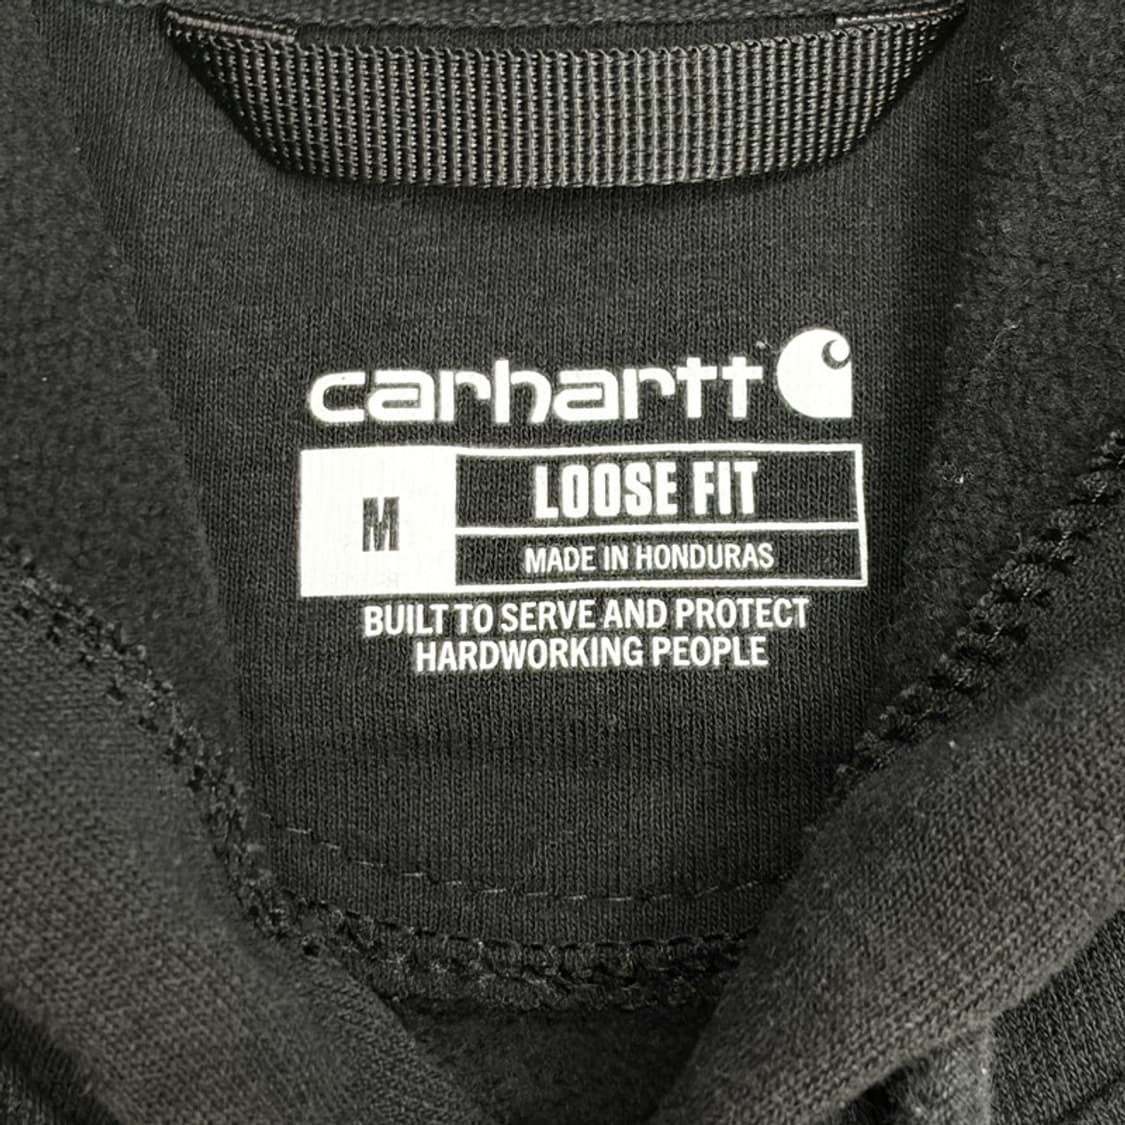 carhartt
M
LOOSE FIT
MADE IN HONDURAS
BUILT TO SERVE AND PROTECT
HARDWORKING PEOPLE